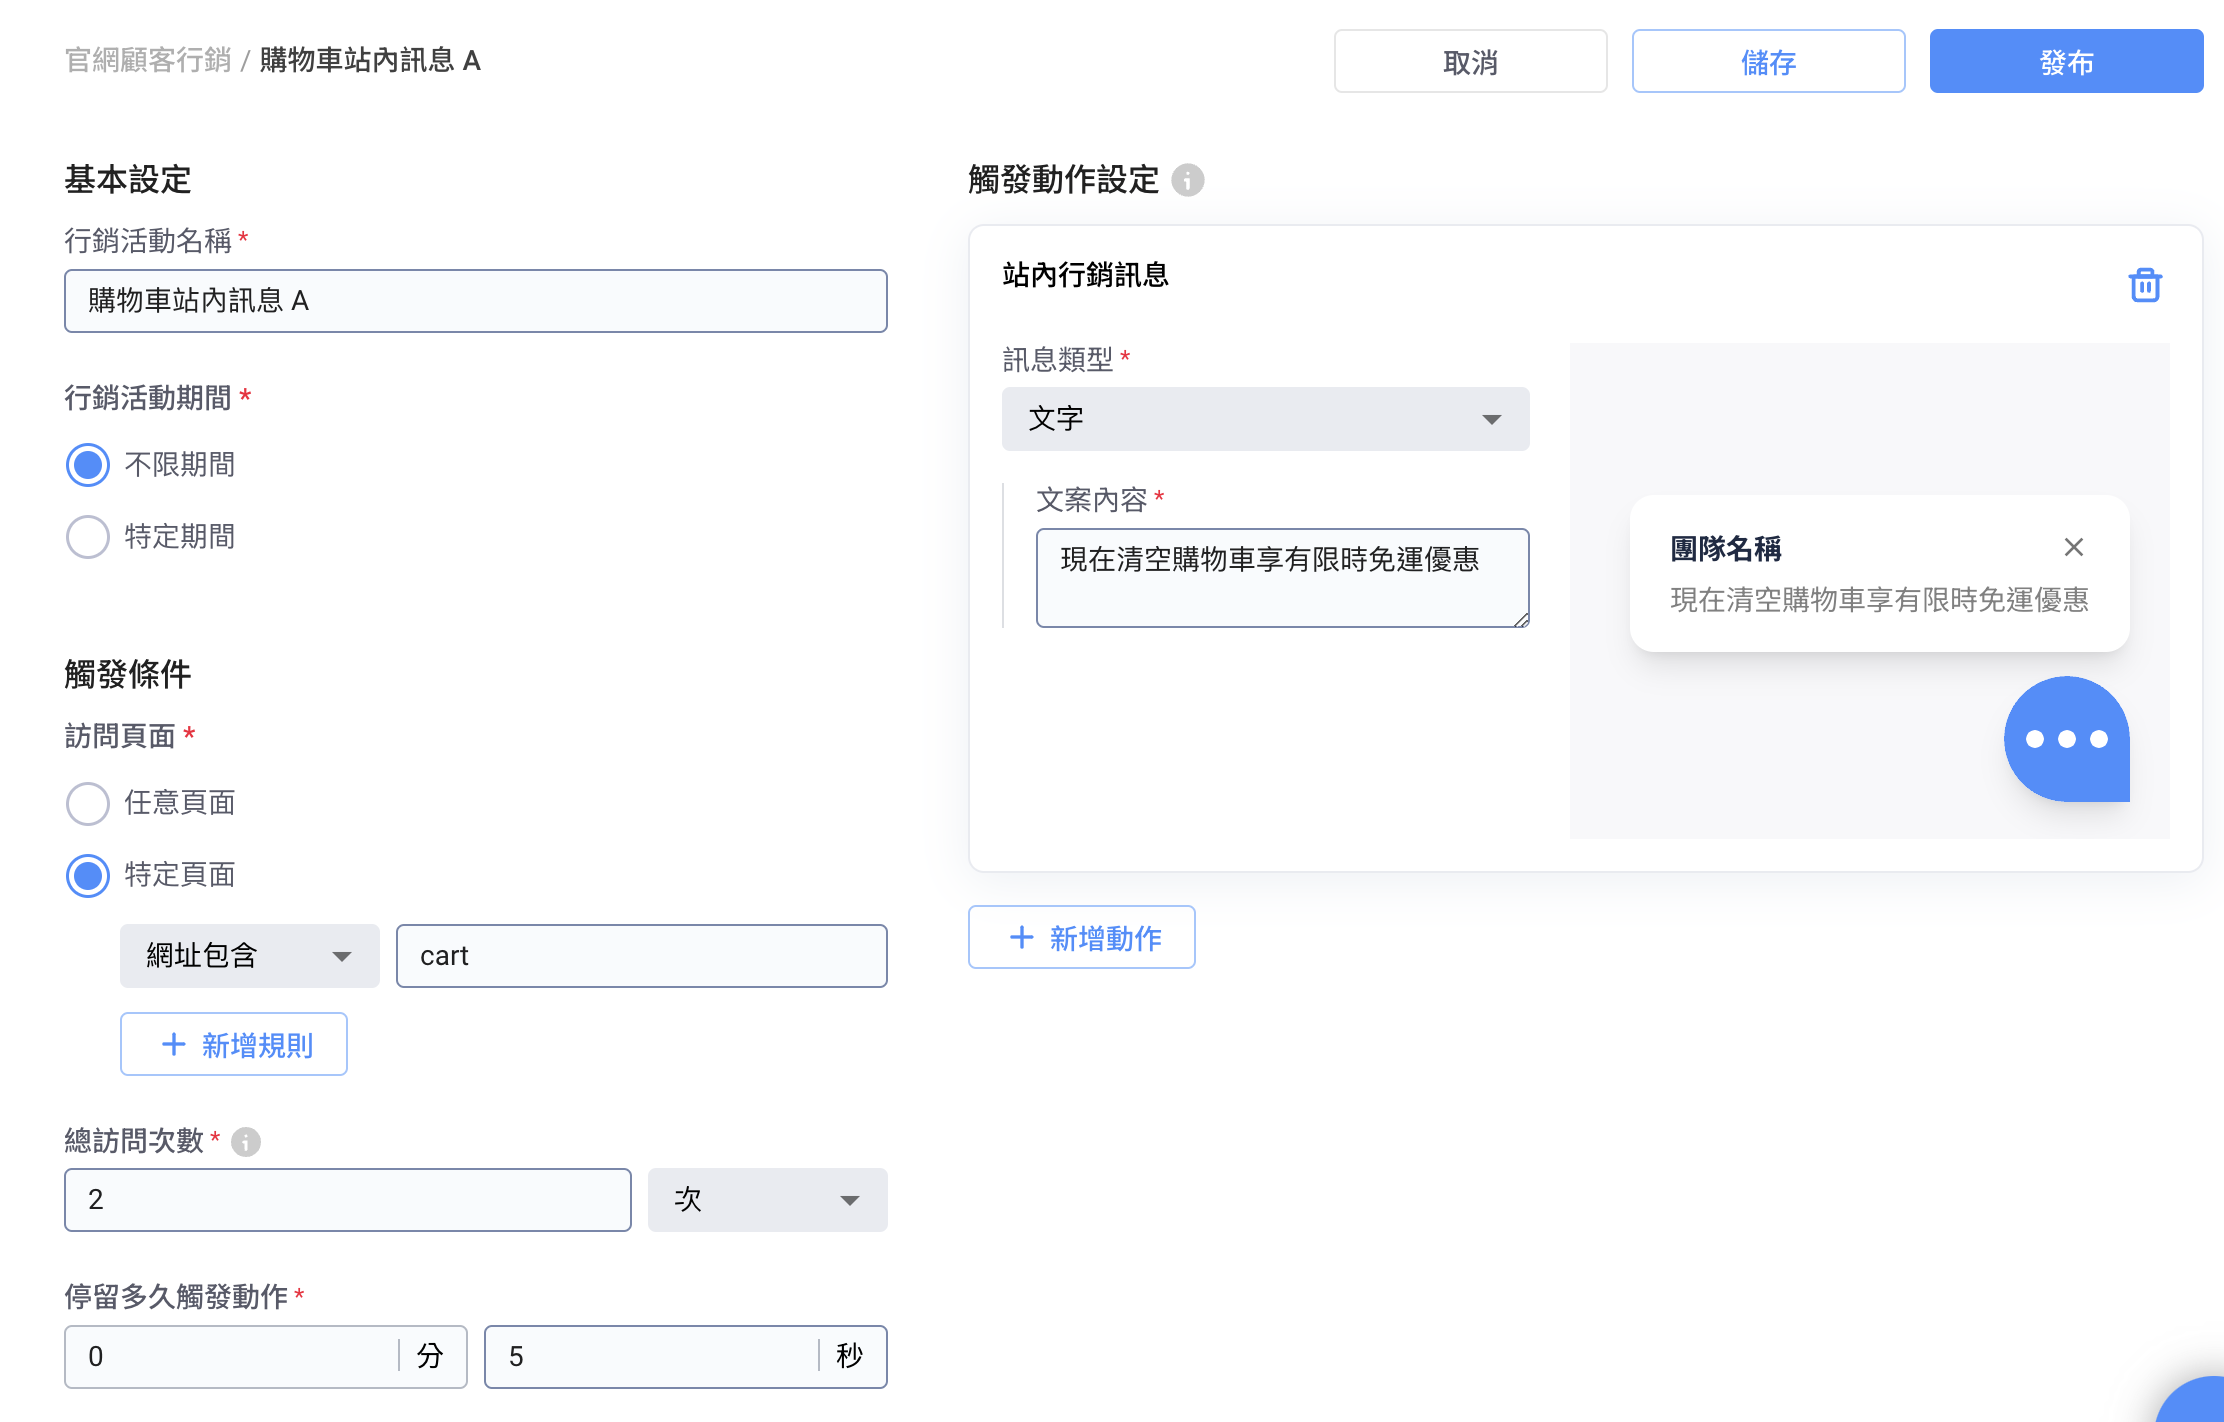 官網顧客行銷 / 購物車站內訊息 A
取消
儲存
發布
基本設定
行銷活動名稱 *
購物車站內訊息 A
行銷活動期間 *
不限期間
特定期間
觸發條件
訪問頁面 *
任意頁面
特定頁面
網址包含
cart
+ 新增規則
總訪問次數 *
2
次
停留多久觸發動作 *
0 分
5 秒
觸發動作設定
站內行銷訊息
訊息類型 *
文字
文案內容 *
現在清空購物車享有限時免運優惠
團隊名稱
現在清空購物車享有限時免運優惠
+ 新增動作